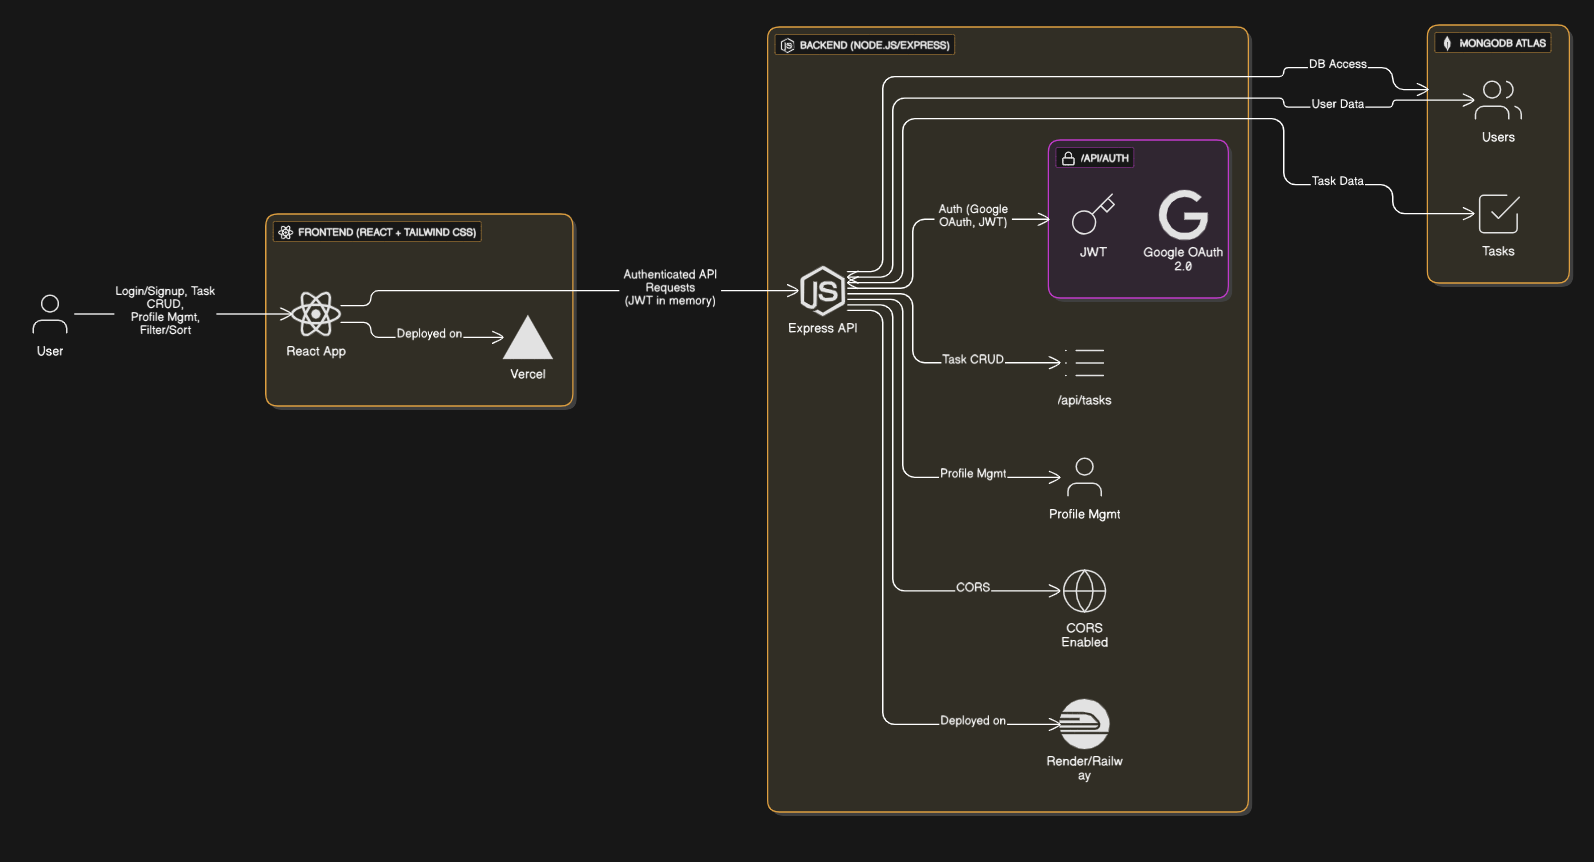 User
Login/Signup, Task
CRUD,
Profile Mgmt,
Filter/Sort
FRONTEND (REACT + TAILWIND CSS)
React App
Deployed on
Vercel
Authenticated API
Requests
(JWT in memory)
BACKEND (NODE.JS/EXPRESS)
JS
Express API
Auth (Google
OAuth, JWT)
/API/AUTH
JWT
G
Google OAuth
2.0
Task CRUD
/api/tasks
Profile Mgmt
Profile Mgmt
CORS
CORS
Enabled
Deployed on
Render/Railw
ay
DB Access
User Data
Task Data
MONGODB ATLAS
Users
Tasks